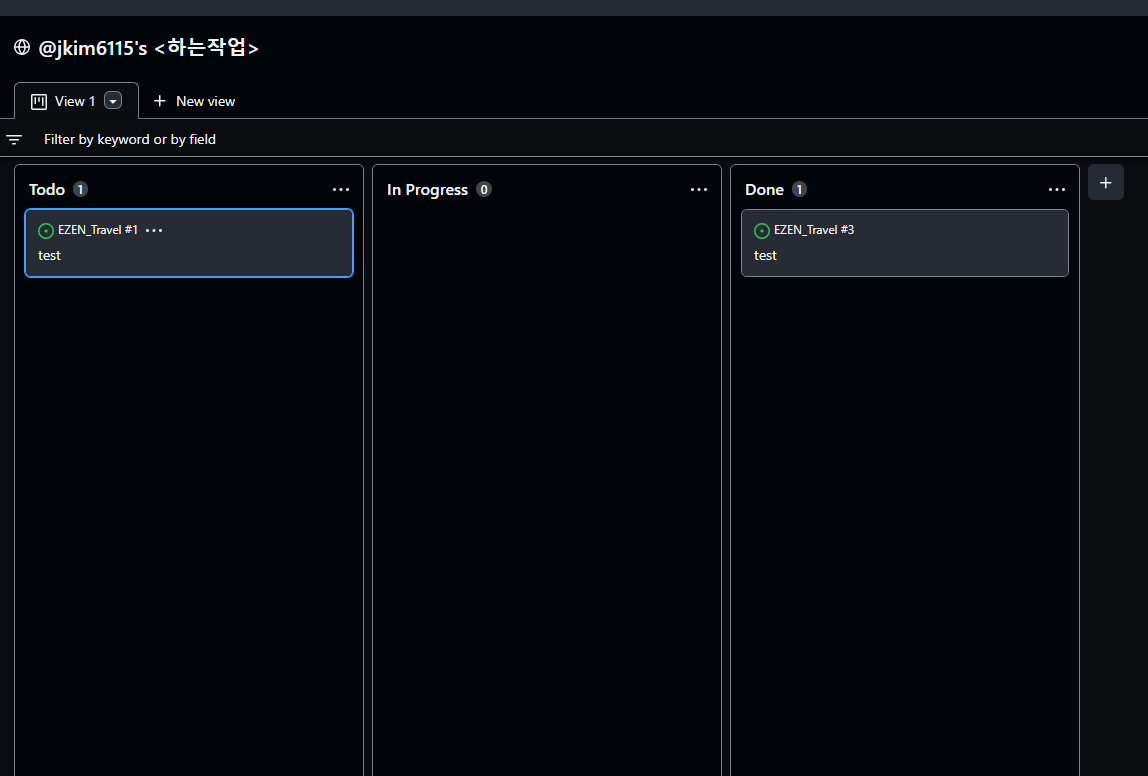 @jkim6115's <하는작업>
View 1
New view
Filter by keyword or by field
Todo 1
EZEN_Travel #1
test
In Progress 0
Done 1
EZEN_Travel #3
test